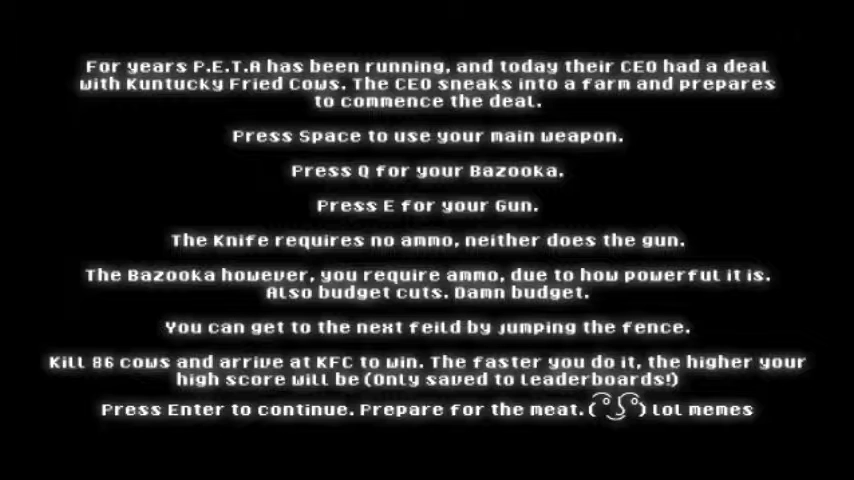 For years P.E.T.A has been running, and today their CEO had a deal
with Kuntucky Fried Cows. The CEO sneaks into a farm and prepares
to commence the deal.
Press Space to use your main weapon.
Press Q for your Bazooka.
Press E for your Gun.
The Knife requires no ammo, neither does the gun.
The Bazooka however, you require ammo, due to how powerful it is.
Also budget cuts. Damn budget.
You can get to the next feild by jumping the fence.
Kill 86 cows and arrive at KFC to win. The faster you do it, the higher your
high score will be (Only saved to leaderboards!)
Press Enter to continue. Prepare for the meat. ( ͡° ͜ʖ ͡°) lol memes